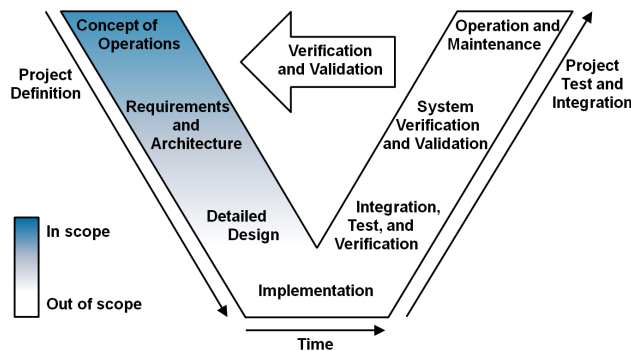 Concept of
Operations
Verification
and Validation
Operation and
Maintenance
Project
Definition
Project
Test and
Integration
Requirements
and
Architecture
System
Verification
and Validation
Detailed
Design
Integration,
Test, and
Verification
In scope
Out of scope
Implementation
Time